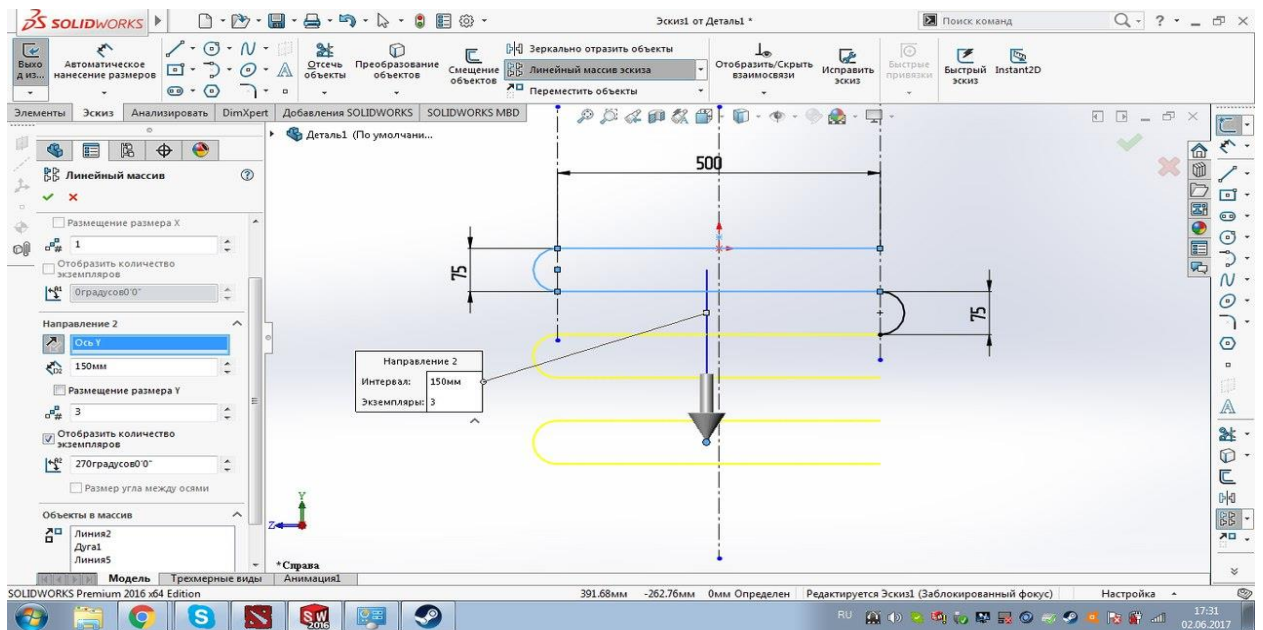 SOLIDWORKS
Эскиз1 от Деталь1 *
Поиск команд
Выхо
д из...
Автоматическое
нанесение размеров
Отсечь
объекты
Преобразование
объектов
Смещение
объектов
Зеркально отразить объекты
Линейный массив эскиза
Переместить объекты
Отобразить/Скрыть
взаимосвязи
Исправить
эскиз
Быстрые
привязки
Быстрый
эскиз
Instant2D
Элементы
Эскиз
Анализировать
DimXpert
Добавления SOLIDWORKS
SOLIDWORKS MBD
Деталь1 (По умолчани...
Линейный массив
Размещение размера X
1
Отобразить количество
экземпляров
0градусов0'0"
Направление 2
Ось Y
150мм
Размещение размера Y
3
Отобразить количество
экземпляров
270градусов0'0"
Размер угла между осями
Объекты в массив
Линия2
Дуга1
Линия5
500
75
75
Направление 2
Интервал: 150мм
Экземпляры: 3
Y
Z
*Справа
Модель
Трехмерные виды
Анимация1
SOLIDWORKS Premium 2016 x64 Edition
391.68мм
-262.76мм
0мм Определен
Редактируется Эскиз1 (Заблокированный фокус)
Настройка
RU
17:31
02.06.2017